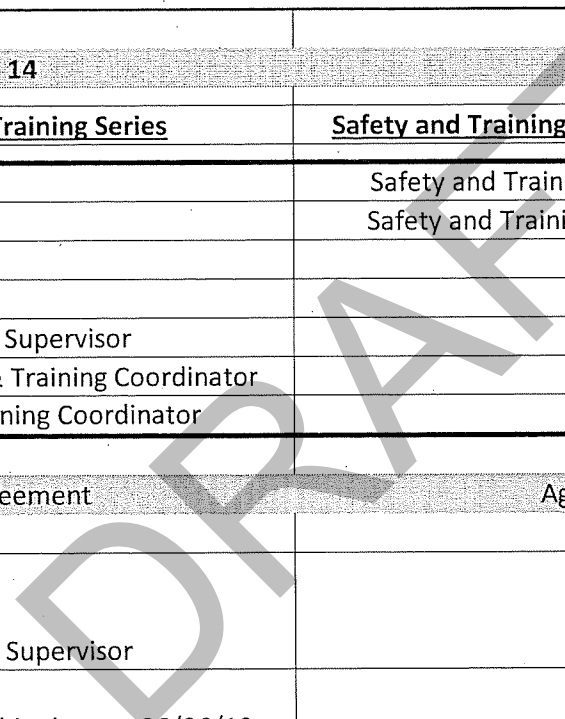 14
Training Series Safety and Training
Safety and Train
Safety and Traini
Supervisor
& Training Coordinator
ning Coordinator
eement Ag
Supervisor
DRAFT